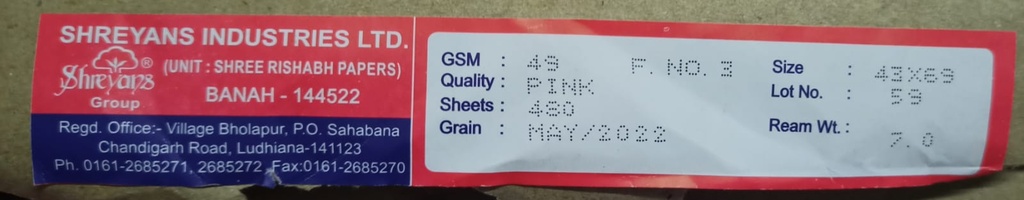 SHREYANS INDUSTRIES LTD.
Shreyans®
Group
(UNIT : SHREE RISHABH PAPERS)
BANAH - 144522
Regd. Office:- Village Bholapur, P.O. Sahabana
Chandigarh Road, Ludhiana-141123
Ph. 0161-2685271, 2685272 Fax:0161-2685270
GSM : 49 F. NO. 3
Quality : PINK
Sheets : 480
Grain : MAY/2022
Size : 43X69
Lot No. : 59
Ream Wt. : 7.0